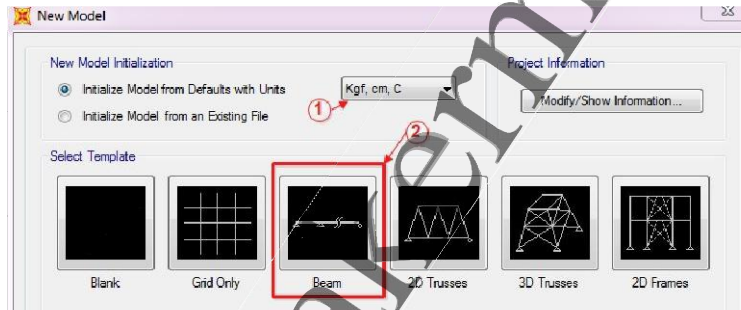 New Model
New Model Initialization
Project Information
Initialize Model from Defaults with Units
Kgf, cm, C
Initialize Model from an Existing File
Modify/Show Information...
1
2
Select Template
Blank
Grid Only
Beam
2D Trusses
3D Trusses
2D Frames